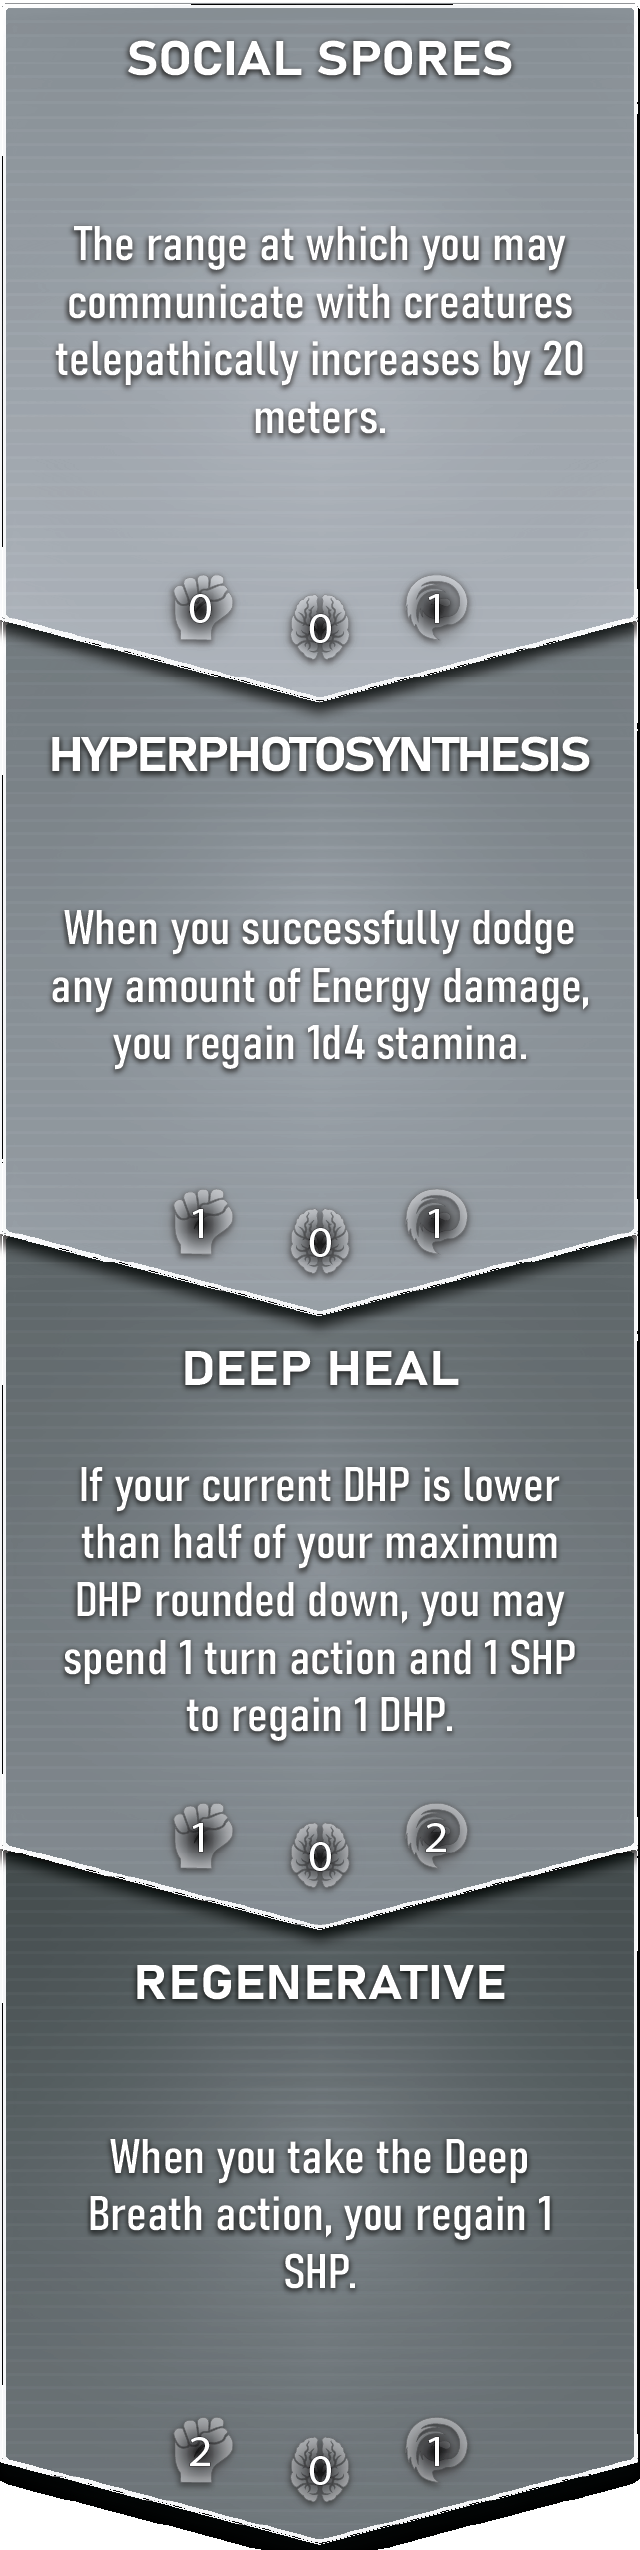 SOCIAL SPORES
The range at which you may
communicate with creatures
telepathically increases by 20
meters.
0 0 1
HYPERPHOTOSYNTHESIS
When you successfully dodge
any amount of Energy damage,
you regain 1d4 stamina.
1 0 1
DEEP HEAL
If your current DHP is lower
than half of your maximum
DHP rounded down, you may
spend 1 turn action and 1 SHP
to regain 1 DHP.
1 0 2
REGENERATIVE
When you take the Deep
Breath action, you regain 1
SHP.
2 0 1